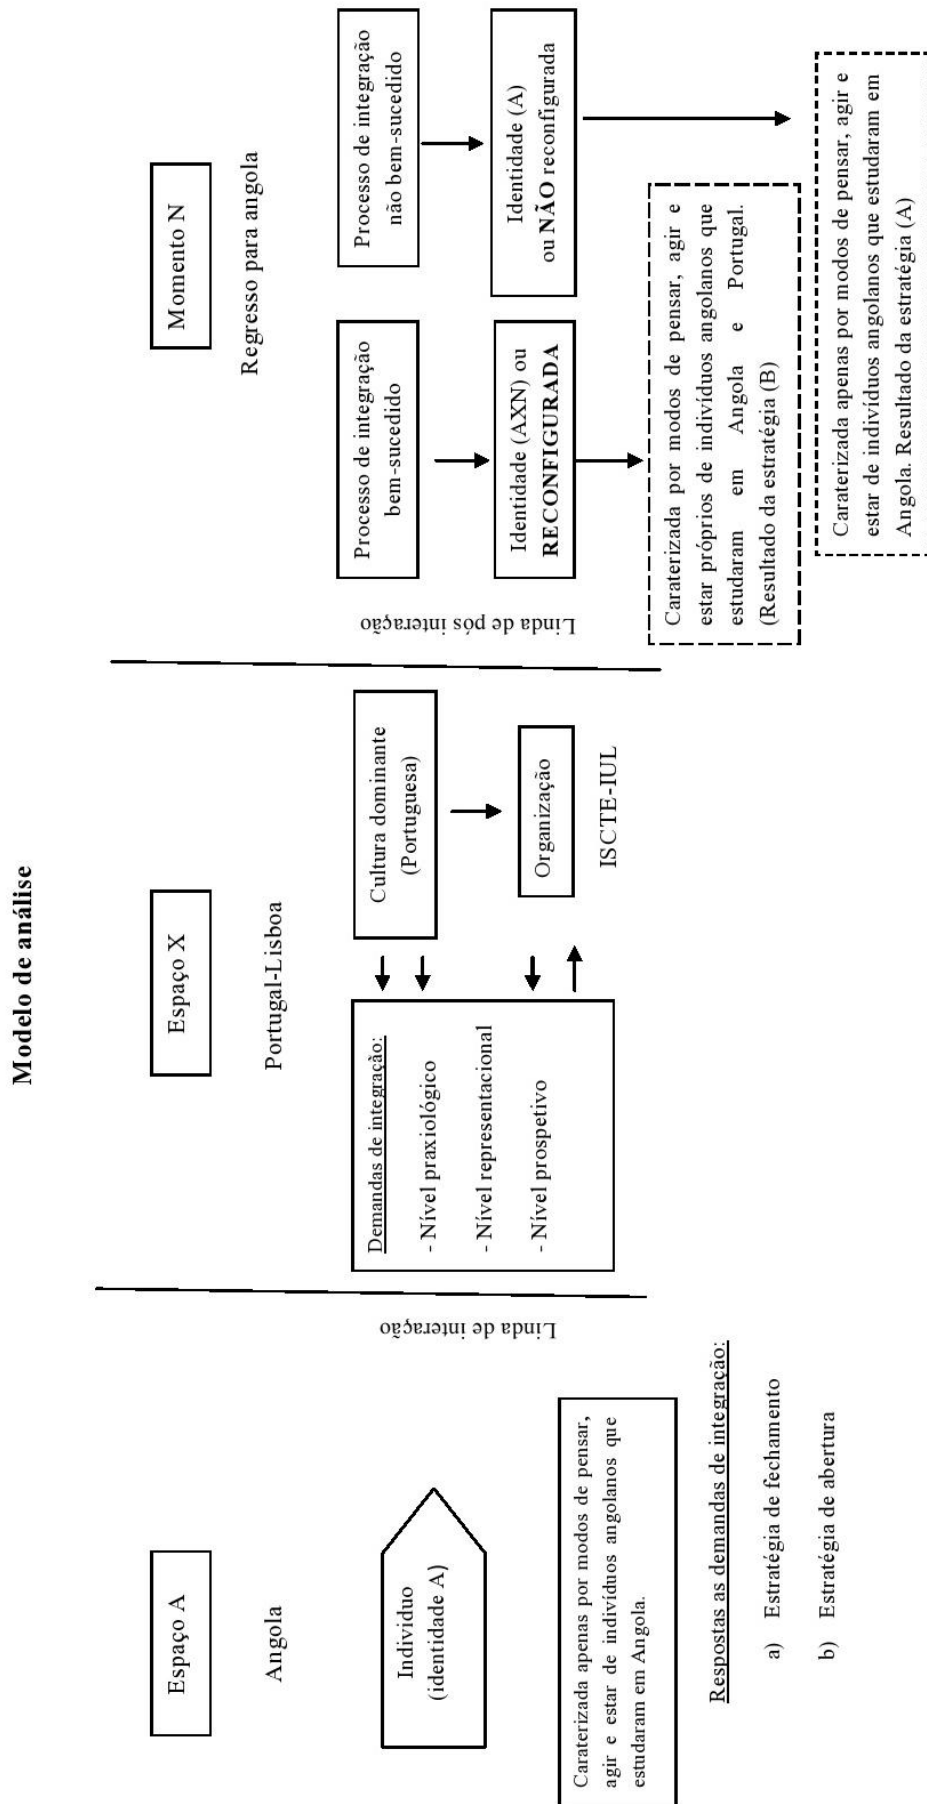 Modelo de análise
Espaço A
Angola
Individuo
(identidade A)
Caraterizada apenas por modos de pensar,
agir e estar de indivíduos angolanos que
estudaram em Angola.
Respostas as demandas de integração:
a) Estratégia de fechamento
b) Estratégia de abertura
Linda de interação
Espaço X
Portugal-Lisboa
Demandas de integração:
- Nível praxiológico
- Nível representacional
- Nível prospetivo
Cultura dominante
(Portuguesa)
Organização
ISCTE-IUL
Linda de pós interação
Momento N
Regresso para angola
Processo de integração
bem-sucedido
Identidade (AXN) ou
RECONFIGURADA
Caraterizada por modos de pensar, agir e
estar próprios de indivíduos angolanos que
estudaram em Angola e Portugal.
(Resultado da estratégia (B)
Processo de integração
não bem-sucedido
Identidade (A)
ou NÃO reconfigurada
Caraterizada apenas por modos de pensar, agir e
estar de indivíduos angolanos que estudaram em
Angola. Resultado da estratégia (A)